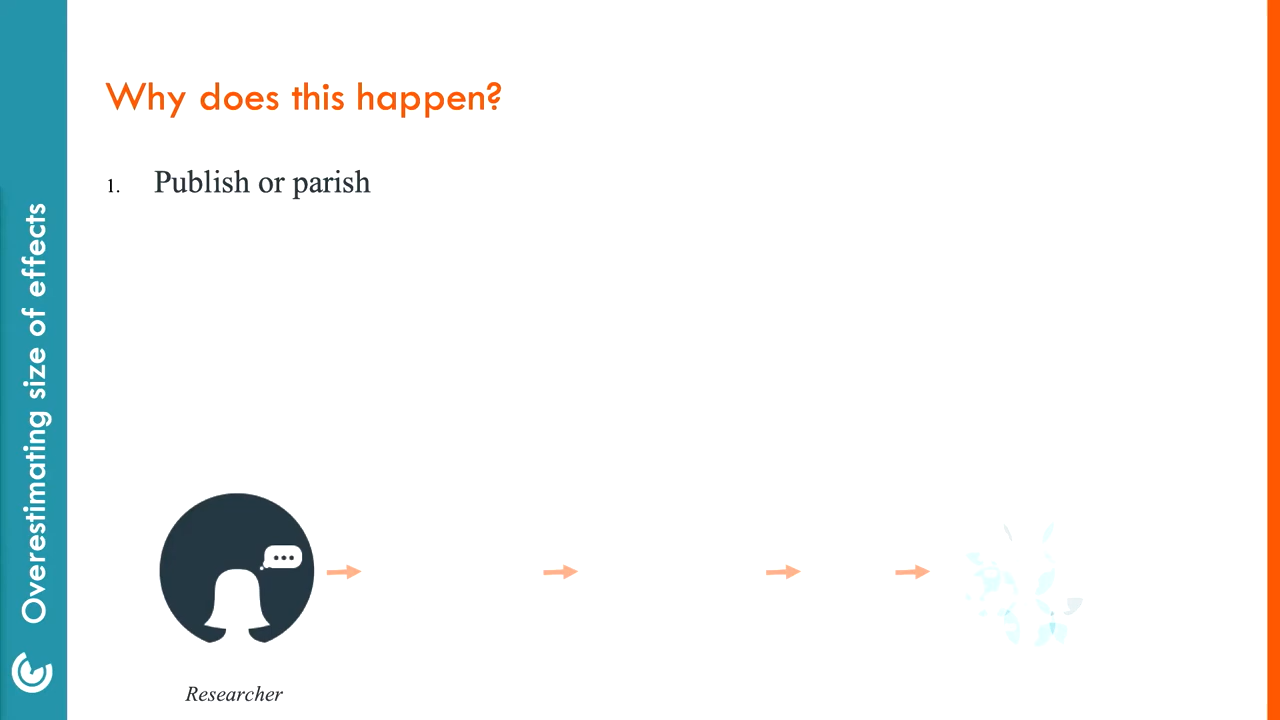 Why does this happen?
1. Publish or parish
Overestimating size of effects
Researcher